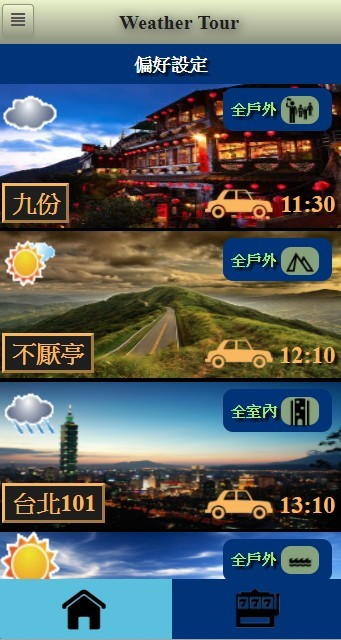 Weather Tour
偏好設定
全戶外
九份
11:30
全戶外
不厭亭
12:10
全室內
台北101
13:10
全戶外
777